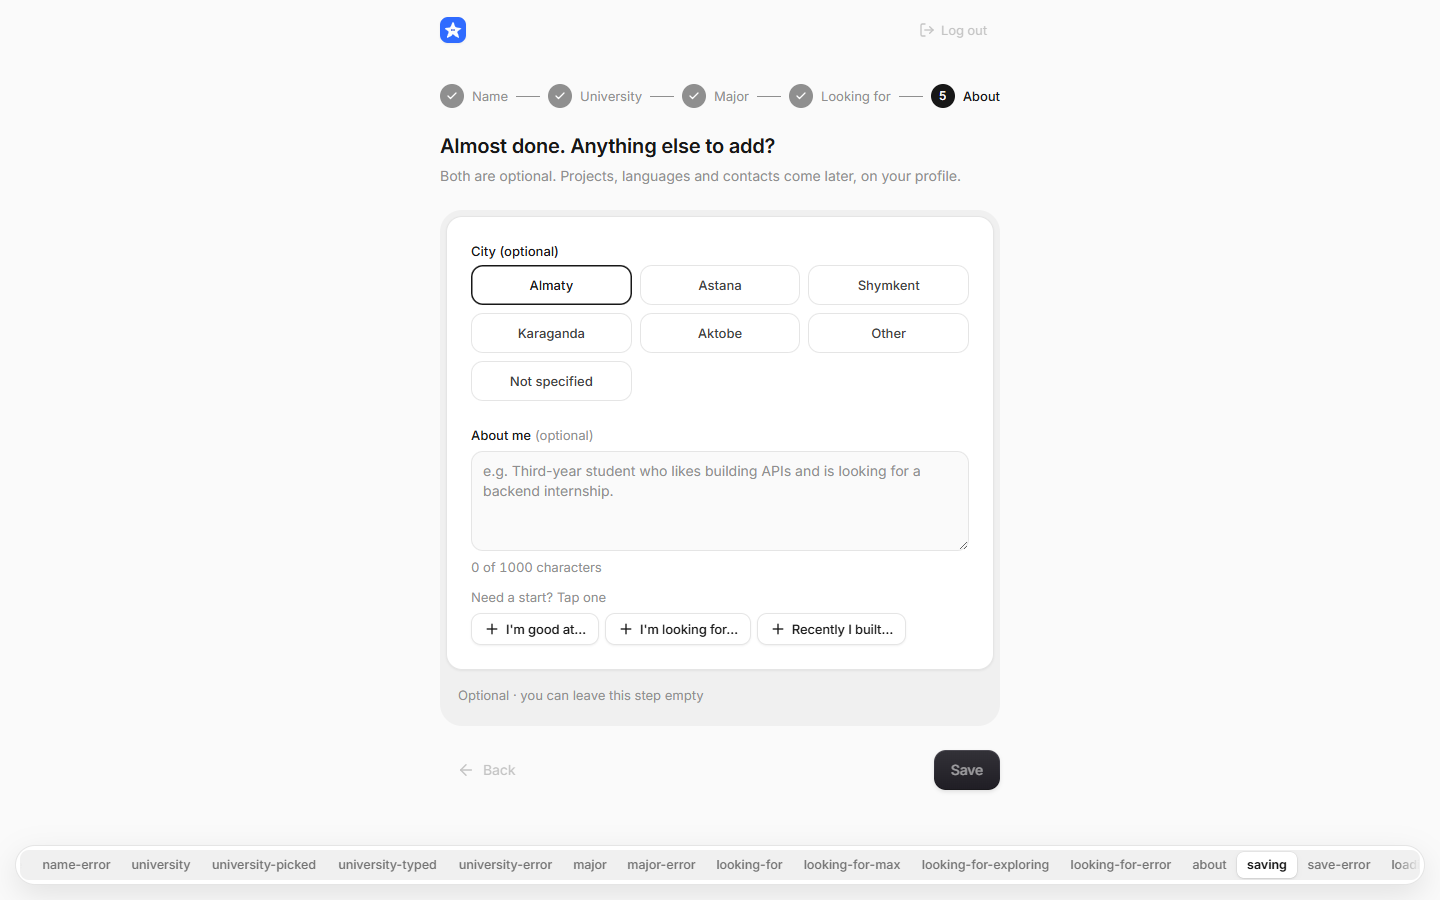 Log out
Name
University
Major
Looking for
5 About
Almost done. Anything else to add?
Both are optional. Projects, languages and contacts come later, on your profile.
City (optional)
Almaty
Astana
Shymkent
Karaganda
Aktobe
Other
Not specified
About me (optional)
e.g. Third-year student who likes building APIs and is looking for a
backend internship.
0 of 1000 characters
Need a start? Tap one
I'm good at...
I'm looking for...
Recently I built...
Optional · you can leave this step empty
Back
Save
name-error
university
university-picked
university-typed
university-error
major
major-error
looking-for
looking-for-max
looking-for-exploring
looking-for-error
about
saving
save-error